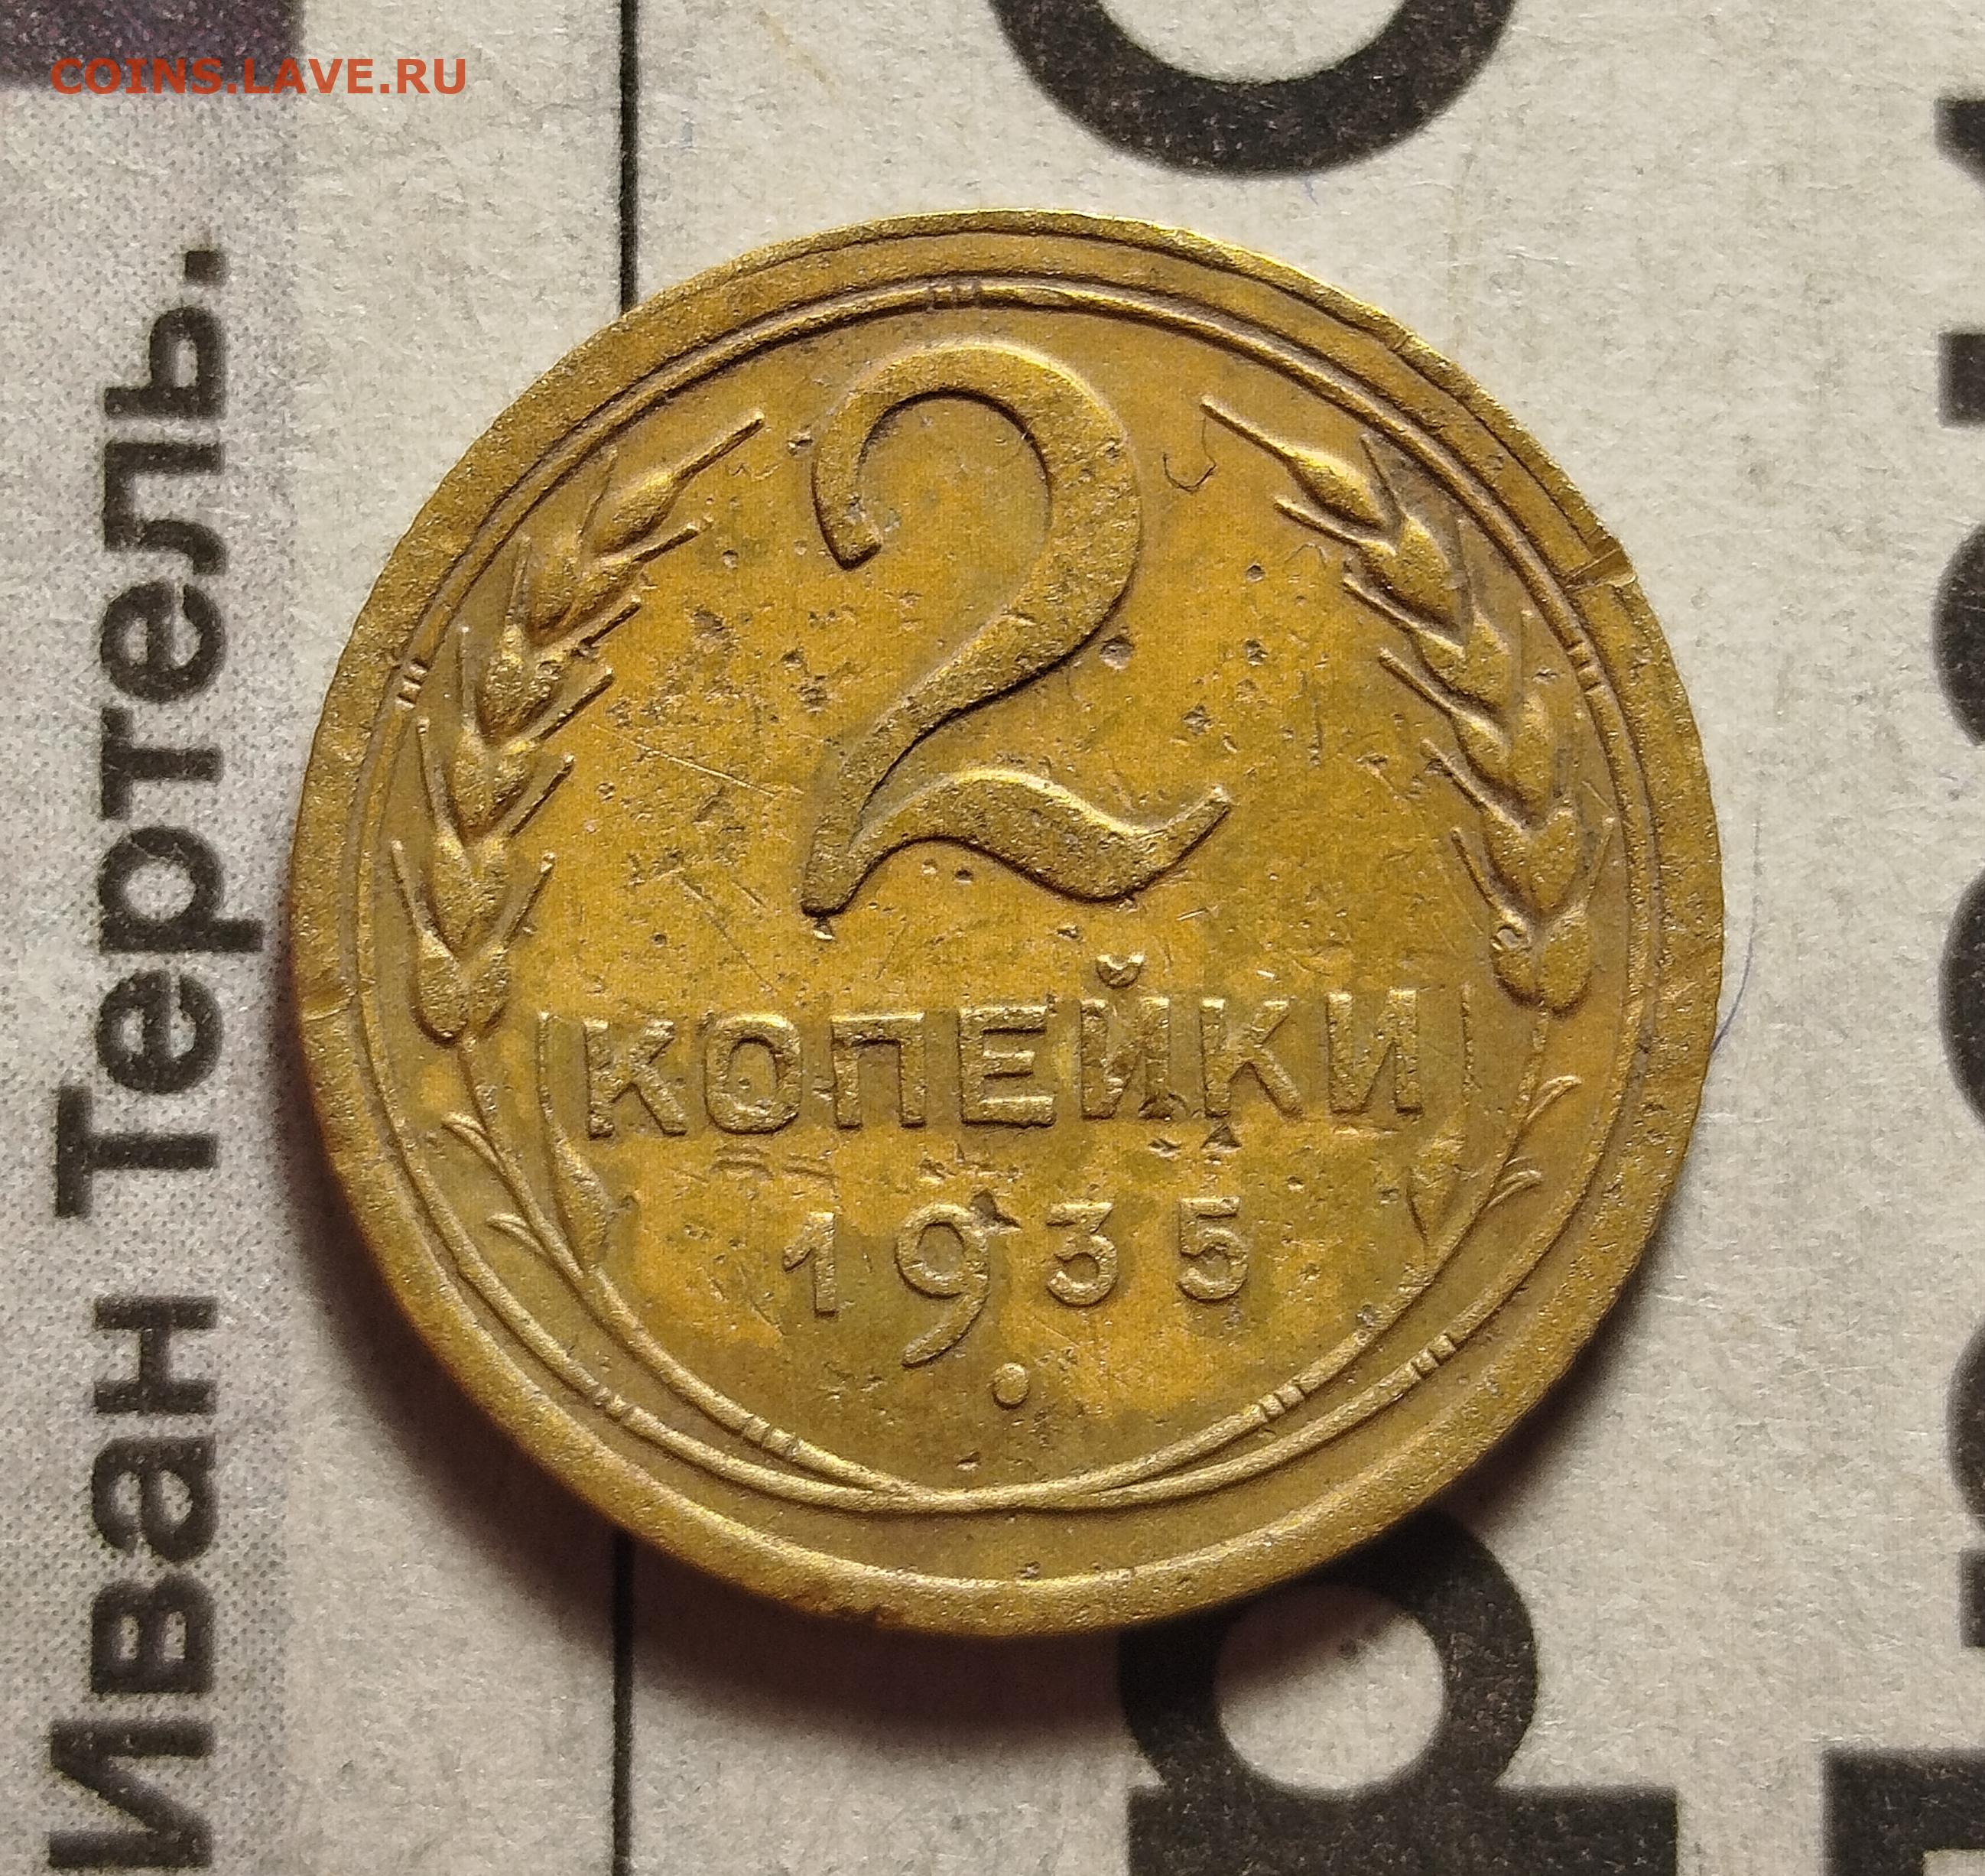 COINS.LAVE.RU
2
КОПЕЙКИ
1935
Иван Тертель.